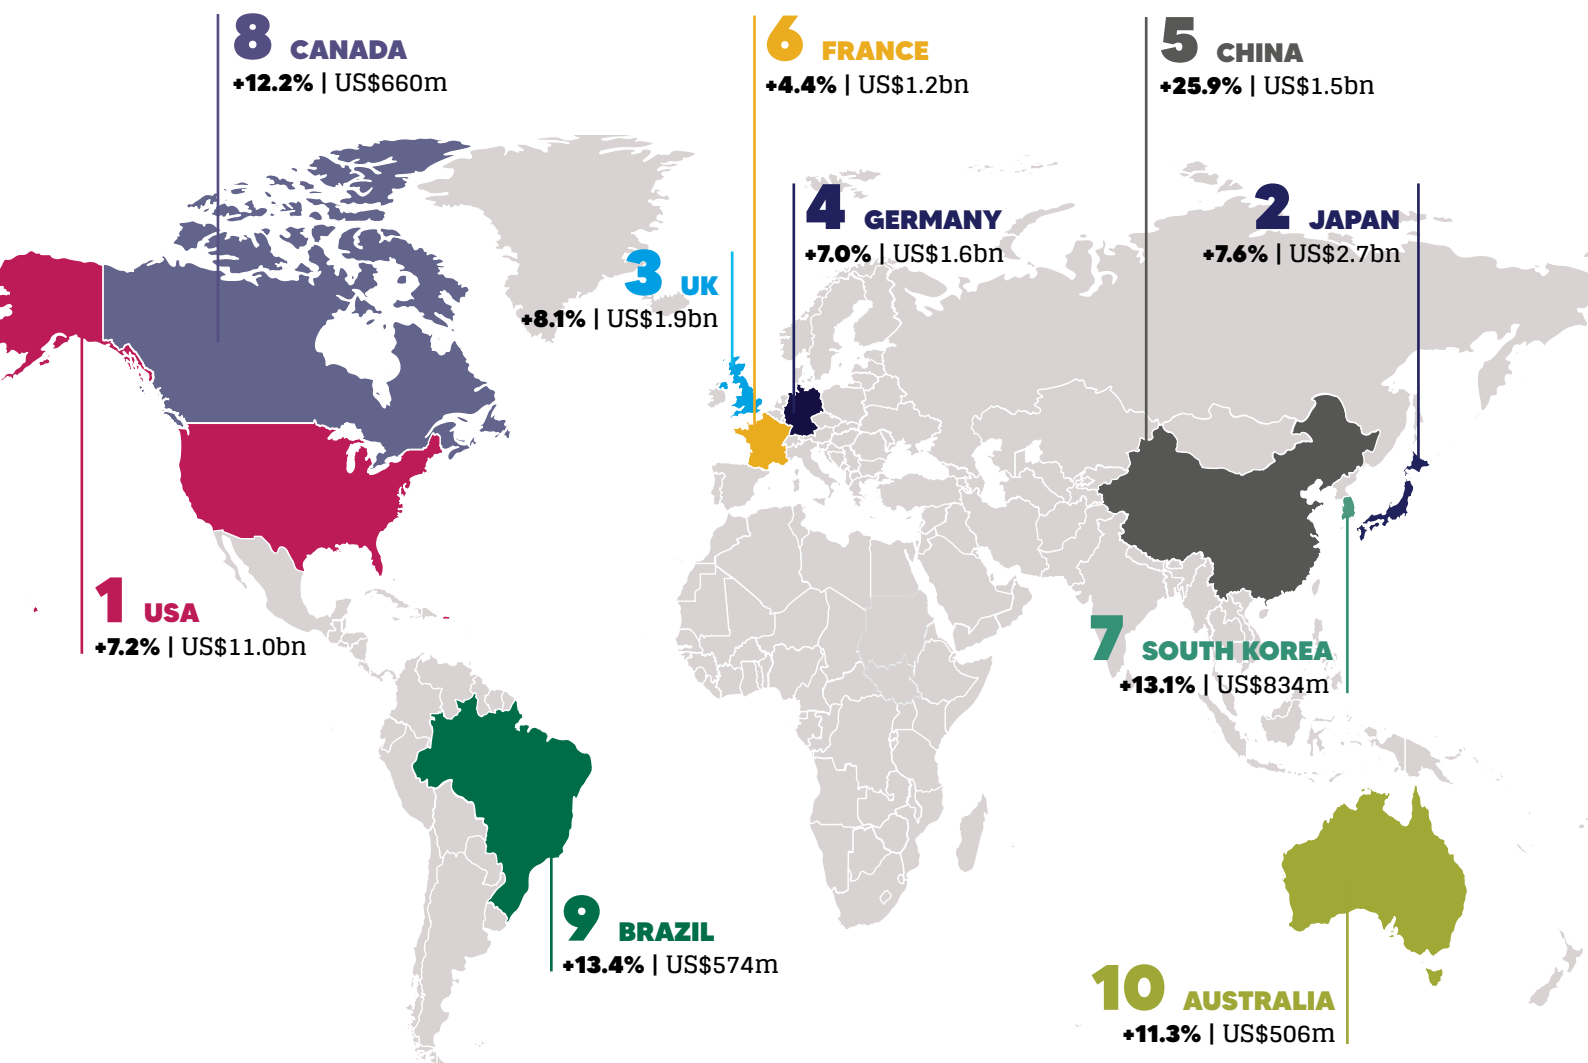 8 CANADA
+12.2% | US$660m
6 FRANCE
+4.4% | US$1.2bn
5 CHINA
+25.9% | US$1.5bn
4 GERMANY
+7.0% | US$1.6bn
2 JAPAN
+7.6% | US$2.7bn
3 UK
+8.1% | US$1.9bn
1 USA
+7.2% | US$11.0bn
7 SOUTH KOREA
+13.1% | US$834m
9 BRAZIL
+13.4% | US$574m
10 AUSTRALIA
+11.3% | US$506m